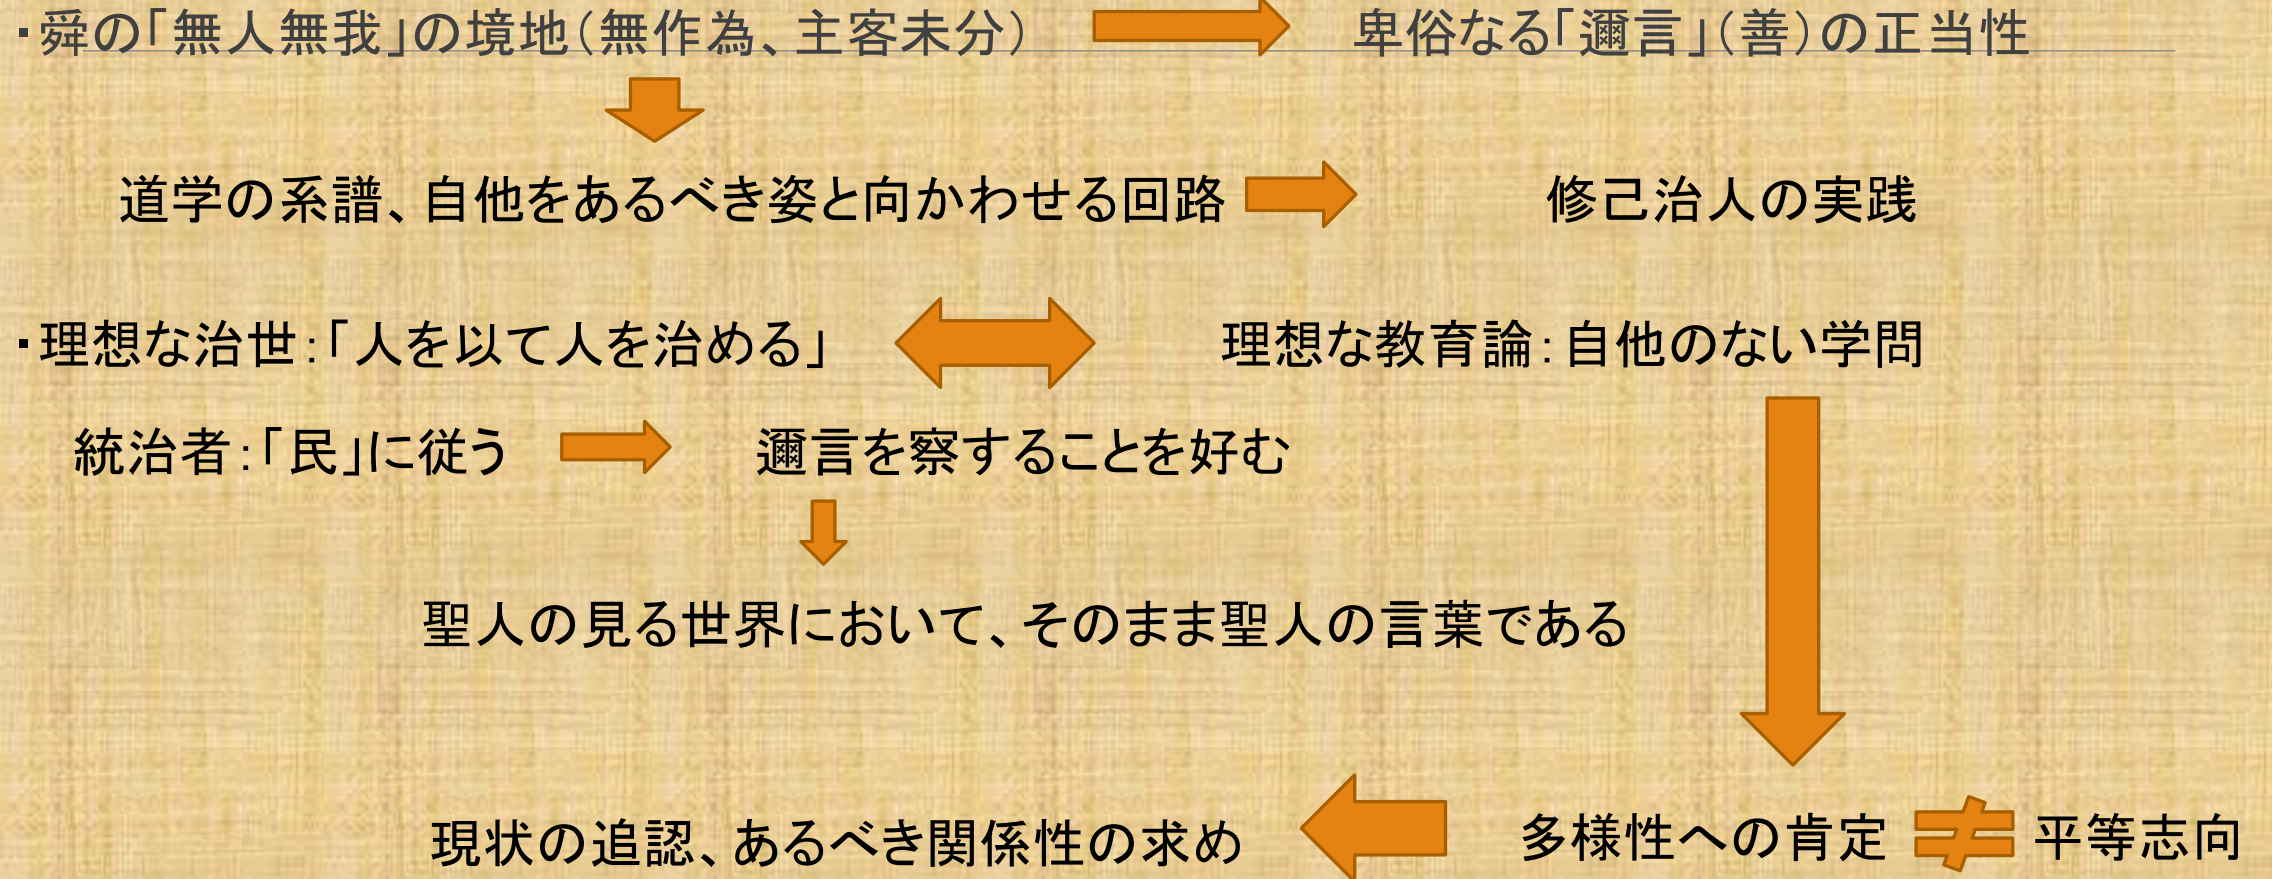 ・舜の「無人無我」の境地（無作為、主客未分） 卑俗なる「邇言」（善）の正当性
道学の系譜、自他をあるべき姿と向かわせる回路 修己治人の実践
・理想な治世：「人を以て人を治める」 理想な教育論：自他のない学問
統治者：「民」に従う 邇言を察することを好む
聖人の見る世界において、そのまま聖人の言葉である
現状の追認、あるべき関係性の求め 多様性への肯定 ≠ 平等志向